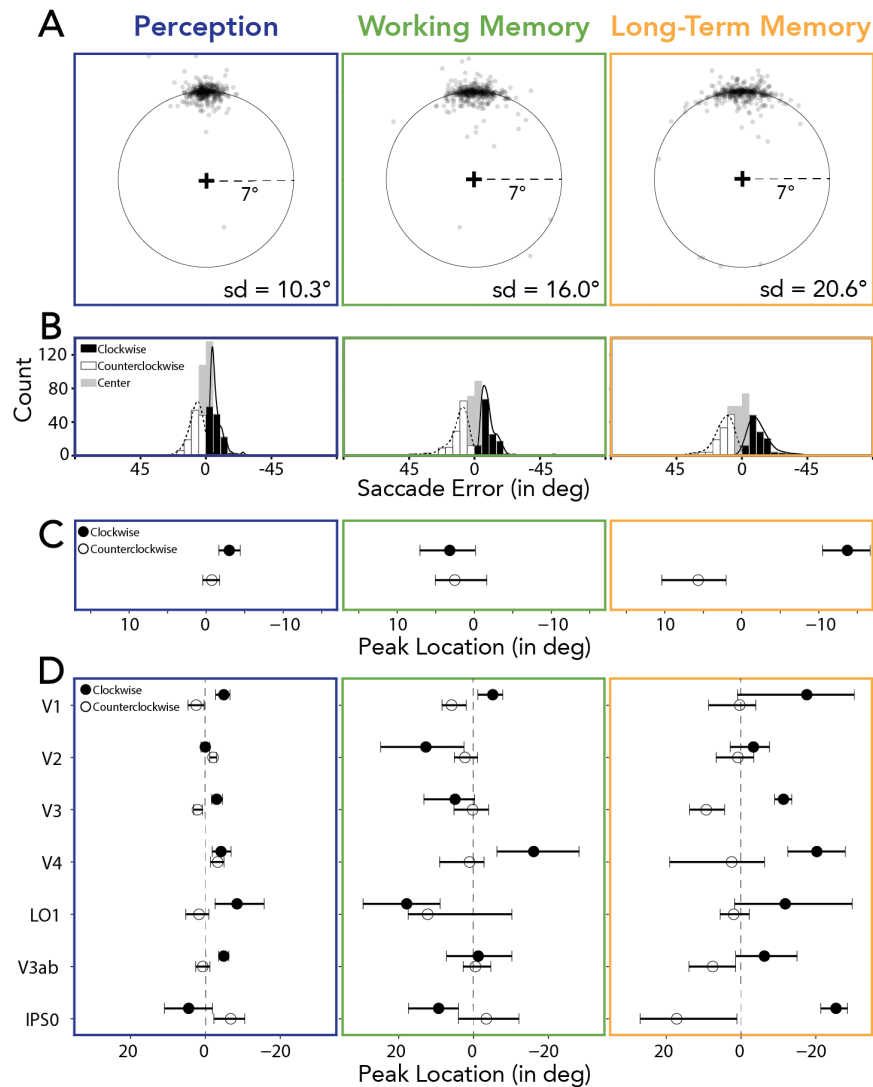 A
Perception
Working Memory
Long-Term Memory
7°
7°
7°
sd = 10.3°
sd = 16.0°
sd = 20.6°
B
Count
120
80
40
0
Clockwise
Counterclockwise
Center
45 0 -45
45 0 -45
45 0 -45
Saccade Error (in deg)
C
Clockwise
Counterclockwise
10 0 −10
10 0 −10
10 0 −10
Peak Location (in deg)
D
Clockwise
Counterclockwise
V1
V2
V3
V4
LO1
V3ab
IPS0
20 0 −20
20 0 −20
20 0 −20
Peak Location (in deg)